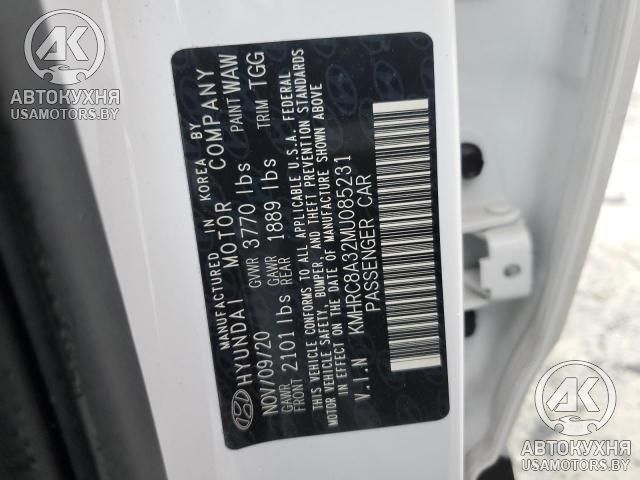 MANUFACTURED IN KOREA BY
HYUNDAI MOTOR COMPANY
NOV/09/20 GVWR 3770 lbs PAINT WAW
GAWR FRONT 2101 lbs GAWR REAR 1889 lbs TRIM TGG
THIS VEHICLE CONFORMS TO ALL APPLICABLE U.S.A. FEDERAL
MOTOR VEHICLE SAFETY, BUMPER, AND THEFT PREVENTION STANDARDS
IN EFFECT ON THE DATE OF MANUFACTURE SHOWN ABOVE
V.I.N KMHRC8A32MU085231
PASSENGER CAR
AK
АВТОКУХНЯ
USAMOTORS.BY
AK
АВТОКУХНЯ
USAMOTORS.BY